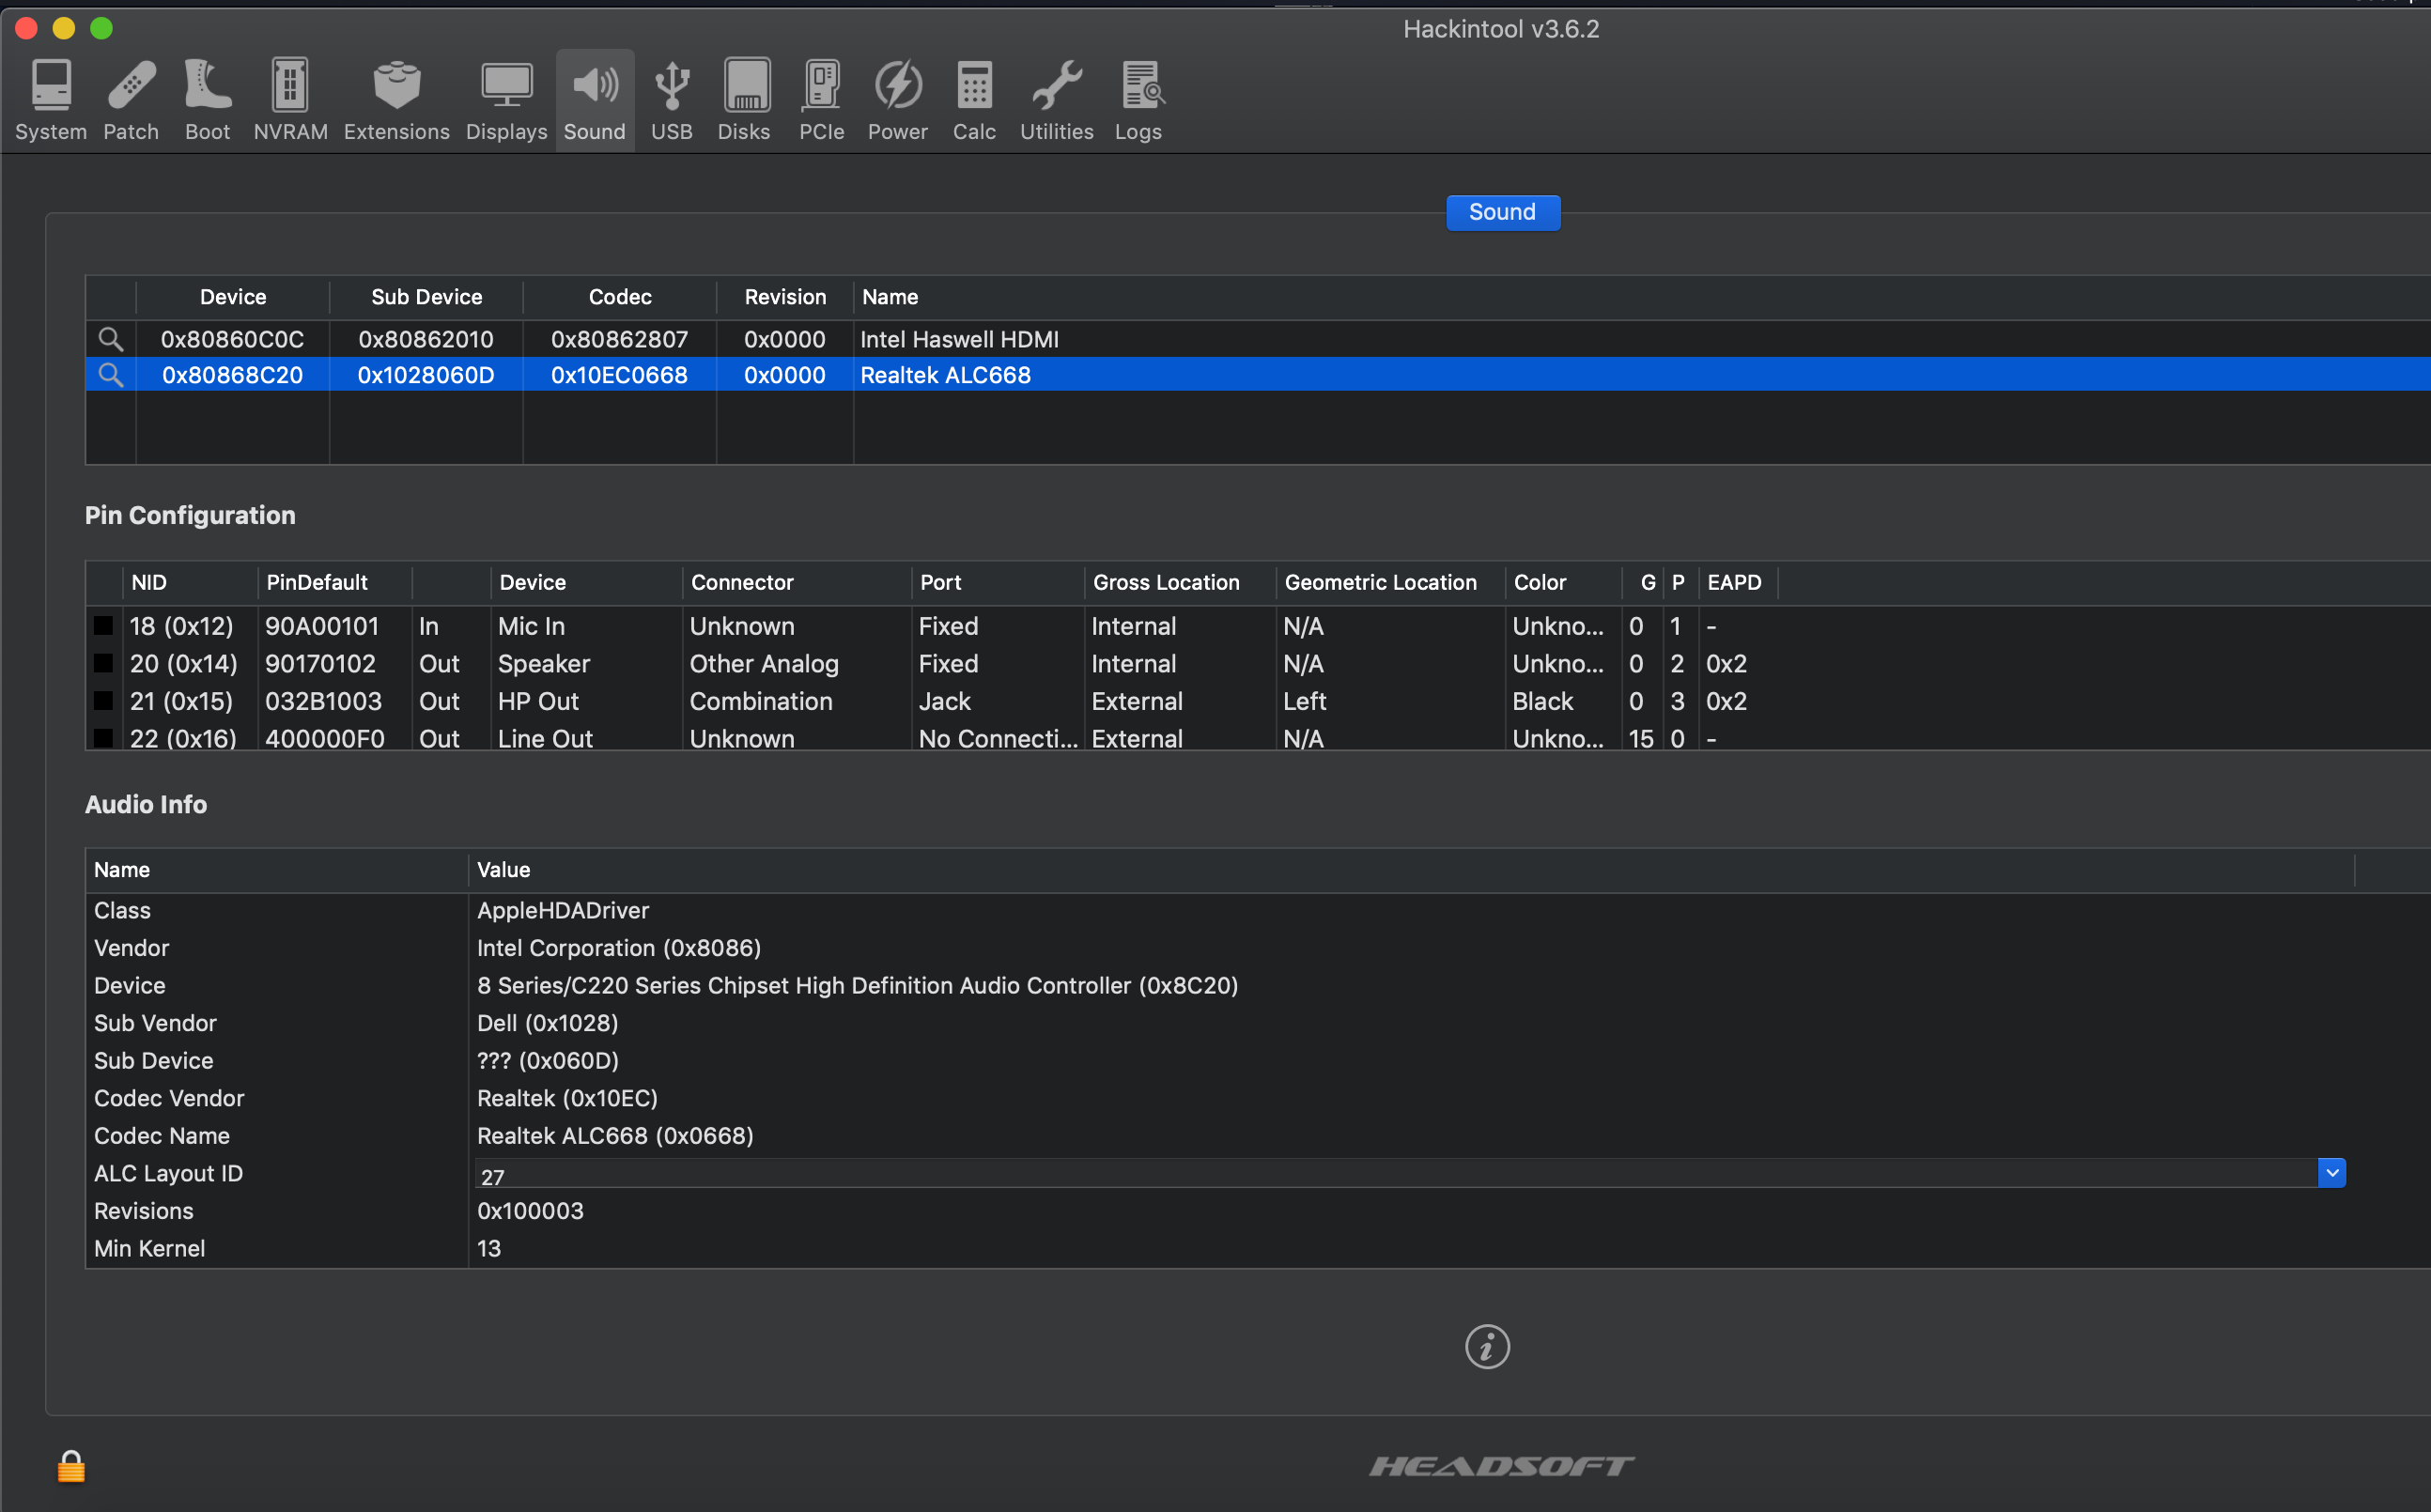 Hackintool v3.6.2
System Patch Boot NVRAM Extensions Displays Sound USB Disks PCIe Power Calc Utilities Logs
Sound
Device Sub Device Codec Revision Name
0x80860C0C 0x80862010 0x80862807 0x0000 Intel Haswell HDMI
0x80868C20 0x1028060D 0x10EC0668 0x0000 Realtek ALC668
Pin Configuration
NID PinDefault Device Connector Port Gross Location Geometric Location Color G P EAPD
18 (0x12) 90A00101 In Mic In Unknown Fixed Internal N/A Unkno... 0 1 -
20 (0x14) 90170102 Out Speaker Other Analog Fixed Internal N/A Unkno... 0 2 0x2
21 (0x15) 032B1003 Out HP Out Combination Jack External Left Black 0 3 0x2
22 (0x16) 400000F0 Out Line Out Unknown No Connecti... External N/A Unkno... 15 0 -
Audio Info
Name Value
Class AppleHDADriver
Vendor Intel Corporation (0x8086)
Device 8 Series/C220 Series Chipset High Definition Audio Controller (0x8C20)
Sub Vendor Dell (0x1028)
Sub Device ??? (0x060D)
Codec Vendor Realtek (0x10EC)
Codec Name Realtek ALC668 (0x0668)
ALC Layout ID 27
Revisions 0x100003
Min Kernel 13
HEADSOFT